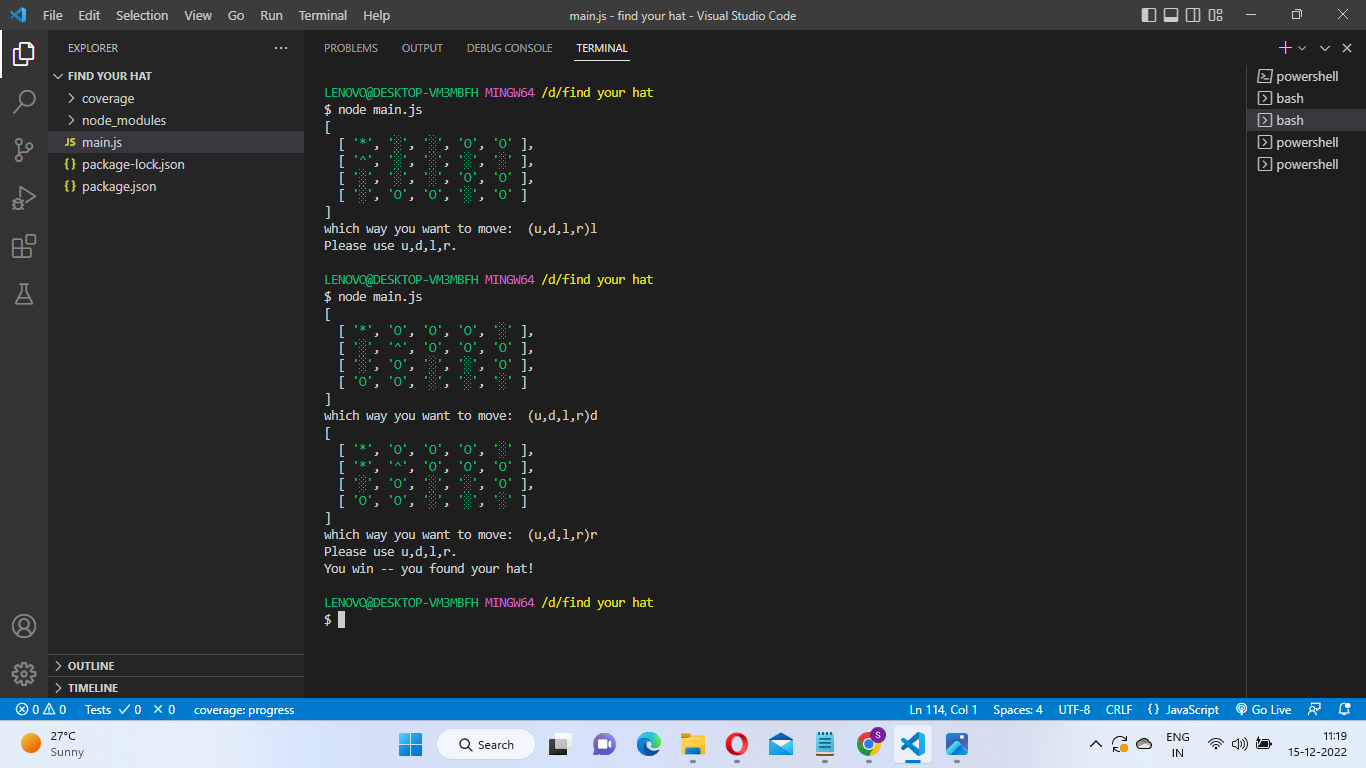 File Edit Selection View Go Run Terminal Help
main.js - find your hat - Visual Studio Code
EXPLORER
FIND YOUR HAT
coverage
node_modules
JS main.js
{} package-lock.json
{} package.json
OUTLINE
TIMELINE
PROBLEMS OUTPUT DEBUG CONSOLE TERMINAL
LENOVO@DESKTOP-VM3MBFH MINGW64 /d/find your hat
$ node main.js
[
[ '*', '░', '░', 'O', 'O' ],
[ '^', '░', '░', '░', '░' ],
[ '░', '░', '░', 'O', 'O' ],
[ '░', 'O', 'O', '░', 'O' ]
]
which way you want to move:  (u,d,l,r)l
Please use u,d,l,r.
LENOVO@DESKTOP-VM3MBFH MINGW64 /d/find your hat
$ node main.js
[
[ '*', 'O', 'O', 'O', '░' ],
[ '░', '^', 'O', 'O', 'O' ],
[ '░', 'O', '░', '░', 'O' ],
[ 'O', 'O', '░', '░', '░' ]
]
which way you want to move:  (u,d,l,r)d
[
[ '*', 'O', 'O', 'O', '░' ],
[ '*', '^', 'O', 'O', 'O' ],
[ '░', 'O', '░', '░', 'O' ],
[ 'O', 'O', '░', '░', '░' ]
]
which way you want to move:  (u,d,l,r)r
Please use u,d,l,r.
You win -- you found your hat!
LENOVO@DESKTOP-VM3MBFH MINGW64 /d/find your hat
$
powershell
bash
bash
powershell
powershell
0 0 Tests 0 0 coverage: progress
Ln 114, Col 1 Spaces: 4 UTF-8 CRLF {} JavaScript Go Live
27°C
Sunny
Search
S
ENG
IN
11:19
15-12-2022